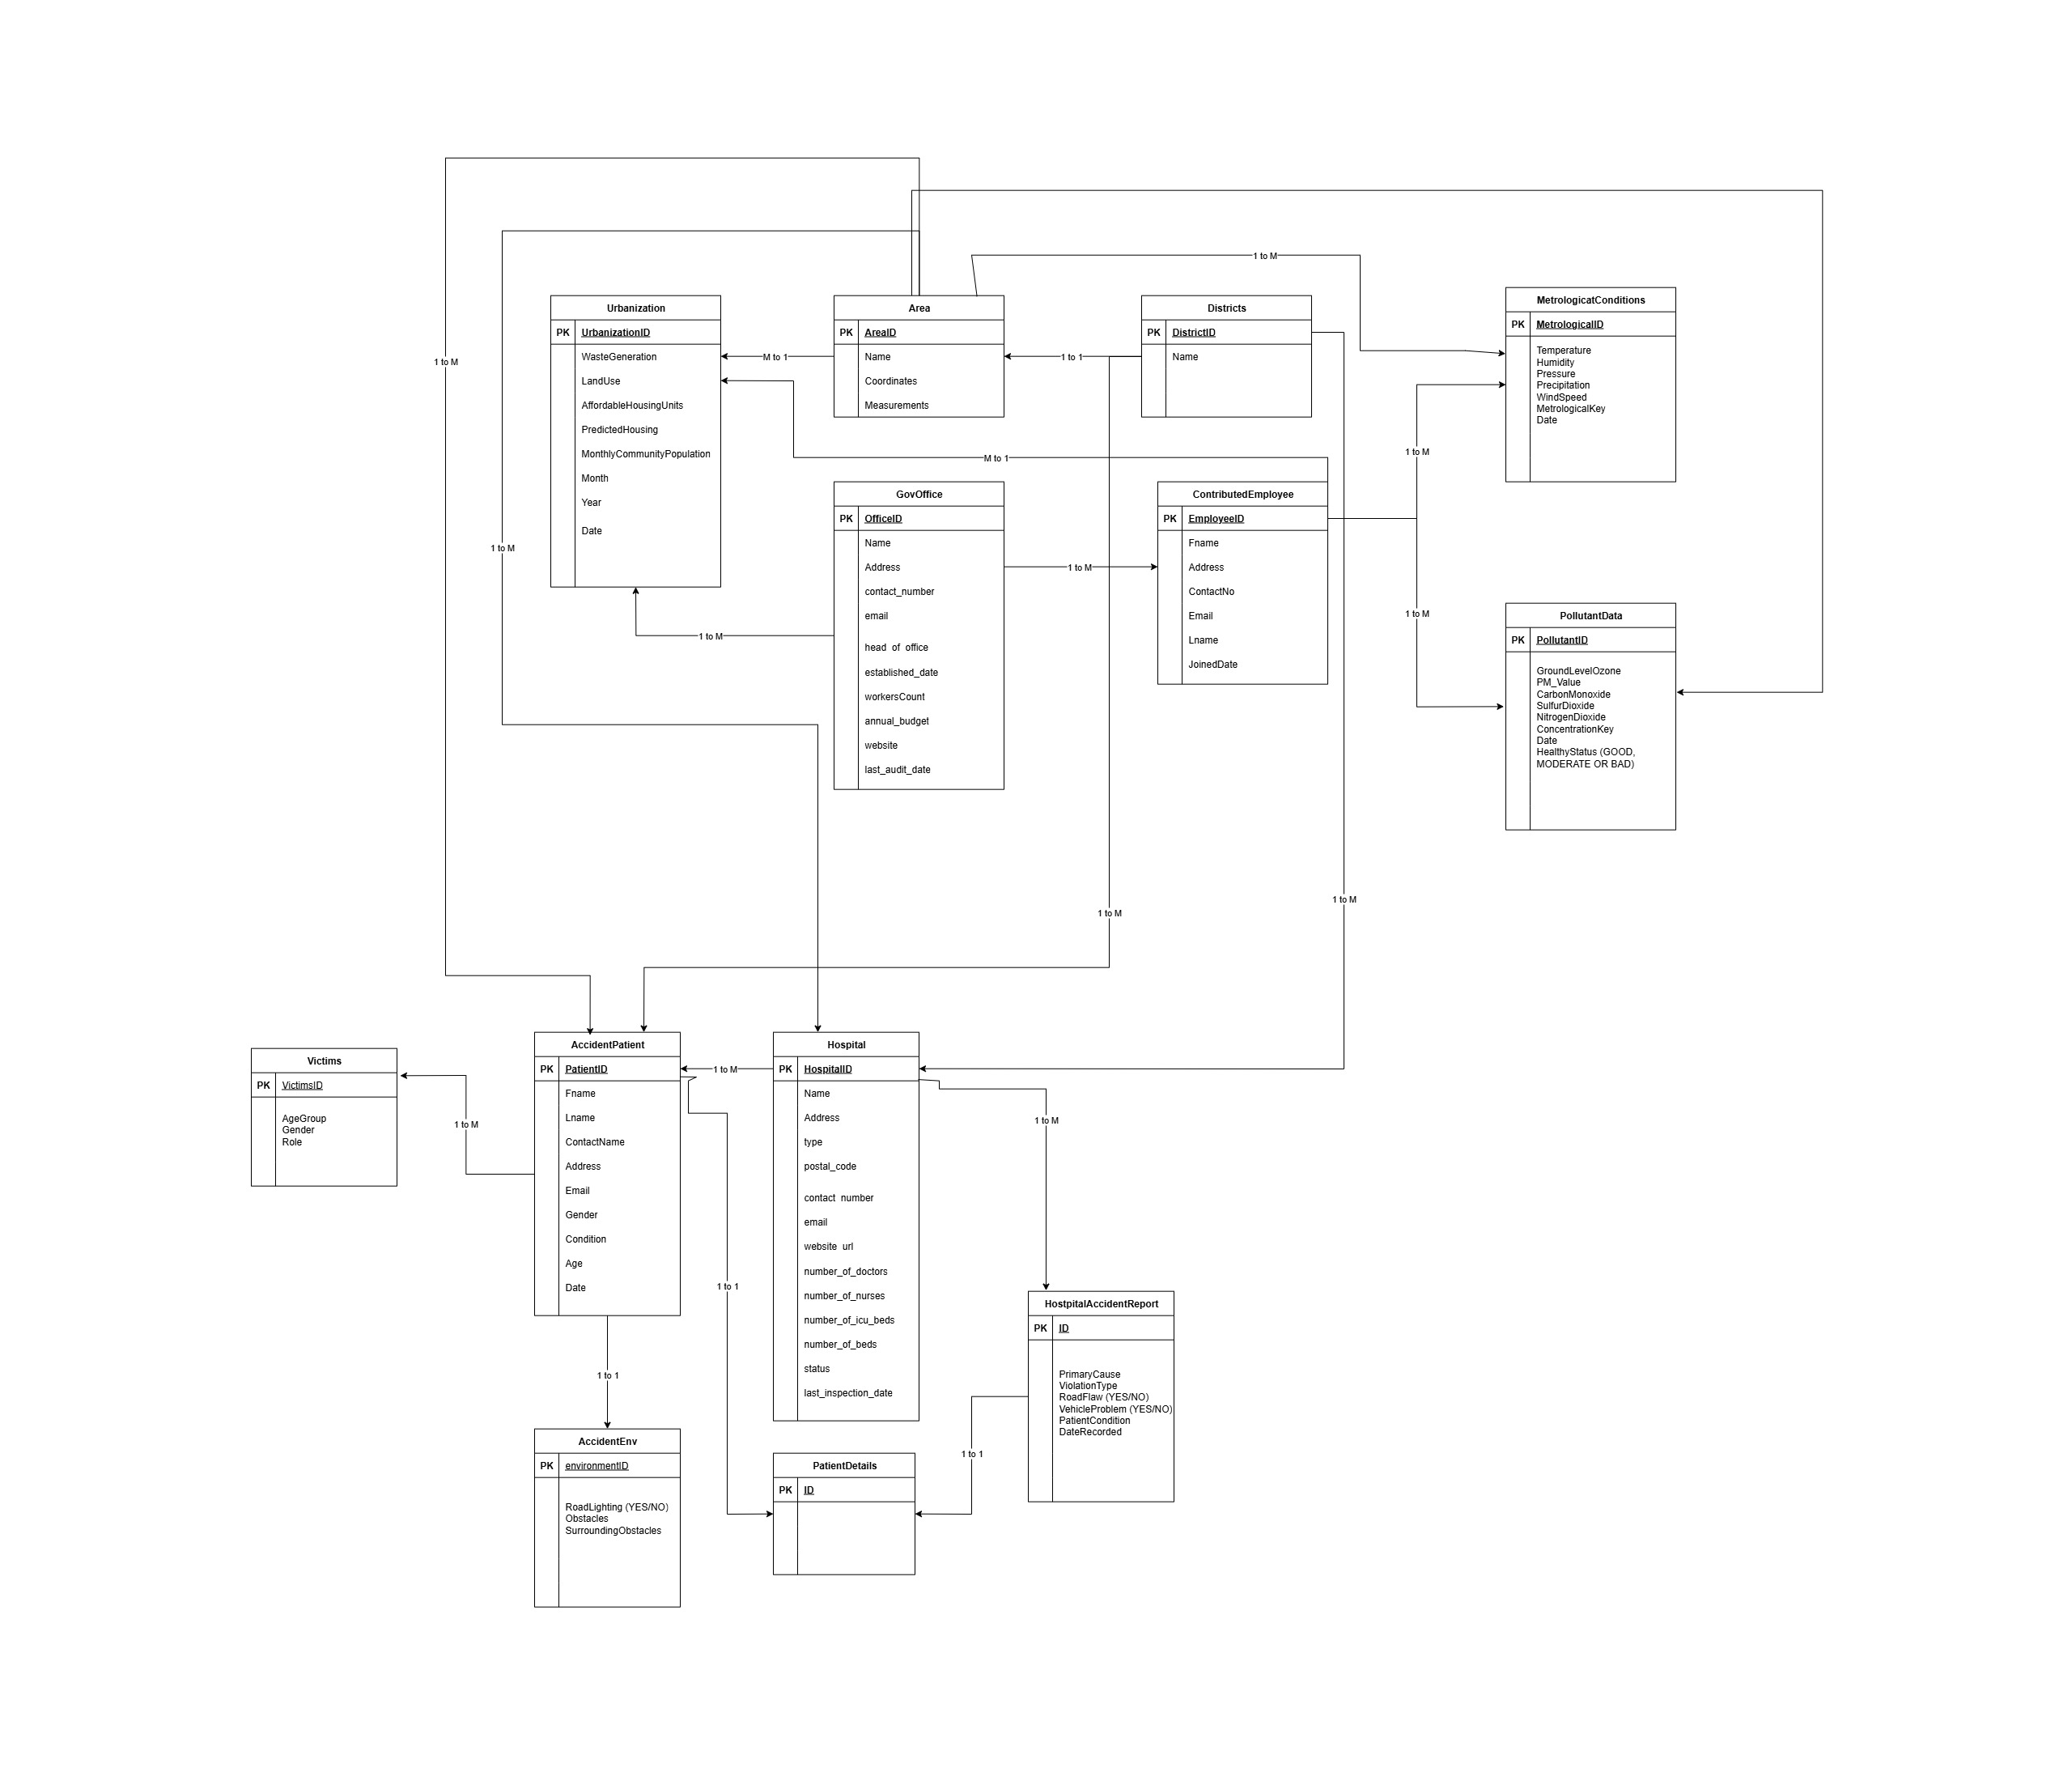 1 to M
1 to M
1 to M
Urbanization
PK UrbanizationID
WasteGeneration
LandUse
AffordableHousingUnits
PredictedHousing
MonthlyCommunityPopulation
Month
Year
Date
M to 1
Area
PK AreaID
Name
Coordinates
Measurements
1 to 1
Districts
PK DistrictID
Name
MetrologicatConditions
PK MetrologicalID
Temperature
Humidity
Pressure
Precipitation
WindSpeed
MetrologicalKey
Date
M to 1
1 to M
GovOffice
PK OfficeID
Name
Address
contact_number
email
head of office
established_date
workersCount
annual_budget
website
last_audit_date
1 to M
1 to M
ContributedEmployee
PK EmployeeID
Fname
Address
ContactNo
Email
Lname
JoinedDate
1 to M
PollutantData
PK PollutantID
GroundLevelOzone
PM_Value
CarbonMonoxide
SulfurDioxide
NitrogenDioxide
ConcentrationKey
Date
HealthyStatus (GOOD,
MODERATE OR BAD)
1 to M
1 to M
Victims
PK VictimsID
AgeGroup
Gender
Role
1 to M
AccidentPatient
PK PatientID
Fname
Lname
ContactName
Address
Email
Gender
Condition
Age
Date
1 to M
Hospital
PK HospitalID
Name
Address
type
postal_code
contact number
email
website url
number_of_doctors
number_of_nurses
number_of_icu_beds
number_of_beds
status
last_inspection_date
1 to M
1 to 1
HostpitalAccidentReport
PK ID
PrimaryCause
ViolationType
RoadFlaw (YES/NO)
VehicleProblem (YES/NO)
PatientCondition
DateRecorded
1 to 1
AccidentEnv
PK environmentID
RoadLighting (YES/NO)
Obstacles
SurroundingObstacles
1 to 1
PatientDetails
PK ID